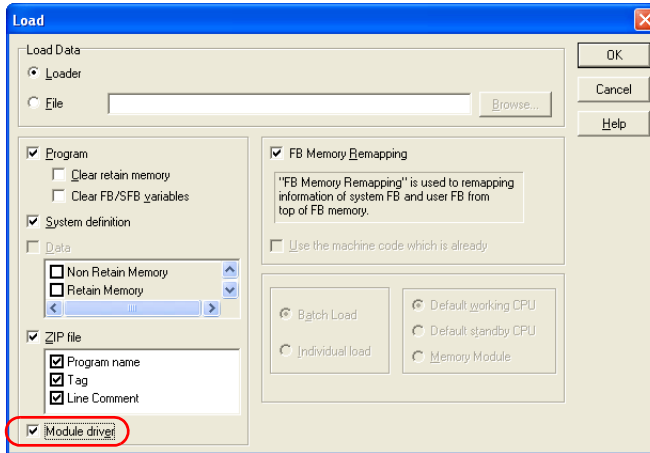 Load
Load Data
Loader
File
Browse...
OK
Cancel
Help
Program
Clear retain memory
Clear FB/SFB variables
System definition
Data
Non Retain Memory
Retain Memory
ZIP file
Program name
Tag
Line Comment
Module driver
FB Memory Remapping
"FB Memory Remapping" is used to remapping
information of system FB and user FB from
top of FB memory.
Use the machine code which is already
Batch Load
Individual load
Default working CPU
Default standby CPU
Memory Module